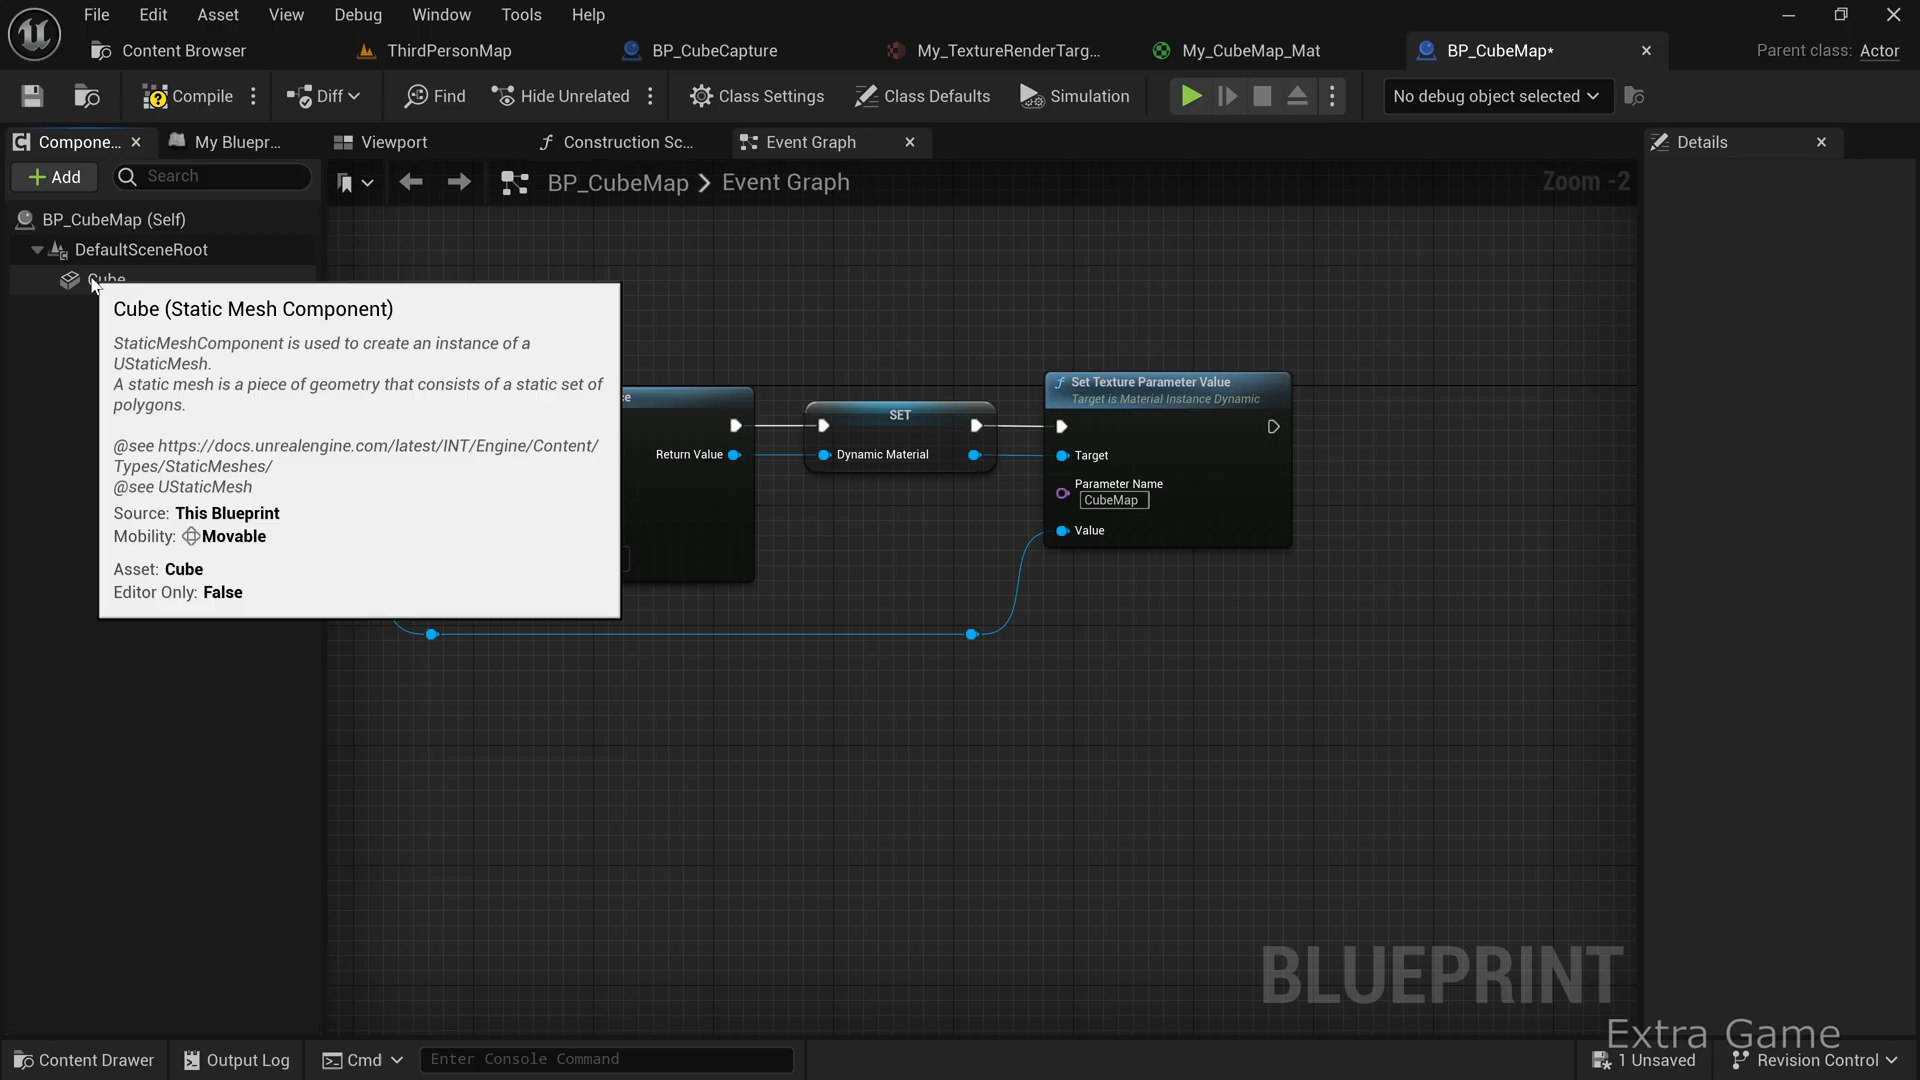 File Edit Asset View Debug Window Tools Help
Content Browser ThirdPersonMap BP_CubeCapture My_TextureRenderTarg... My_CubeMap_Mat BP_CubeMap* Parent class: Actor
Compile Diff Find Hide Unrelated Class Settings Class Defaults Simulation No debug object selected
Compone... My Bluepr... Viewport Construction Sc... Event Graph Details
Add Search BP_CubeMap > Event Graph Zoom -2
BP_CubeMap (Self)
DefaultSceneRoot
Cube
Cube (Static Mesh Component)
StaticMeshComponent is used to create an instance of a
UStaticMesh.
A static mesh is a piece of geometry that consists of a static set of
polygons.
@see https://docs.unrealengine.com/latest/INT/Engine/Content/
Types/StaticMeshes/
@see UStaticMesh
Source: This Blueprint
Mobility: Movable
Asset: Cube
Editor Only: False
ce
Return Value
SET
Dynamic Material
Set Texture Parameter Value
Target is Material Instance Dynamic
Target
Parameter Name
CubeMap
Value
BLUEPRINT
Extra Game
Content Drawer Output Log Cmd Enter Console Command 1 Unsaved Revision Control